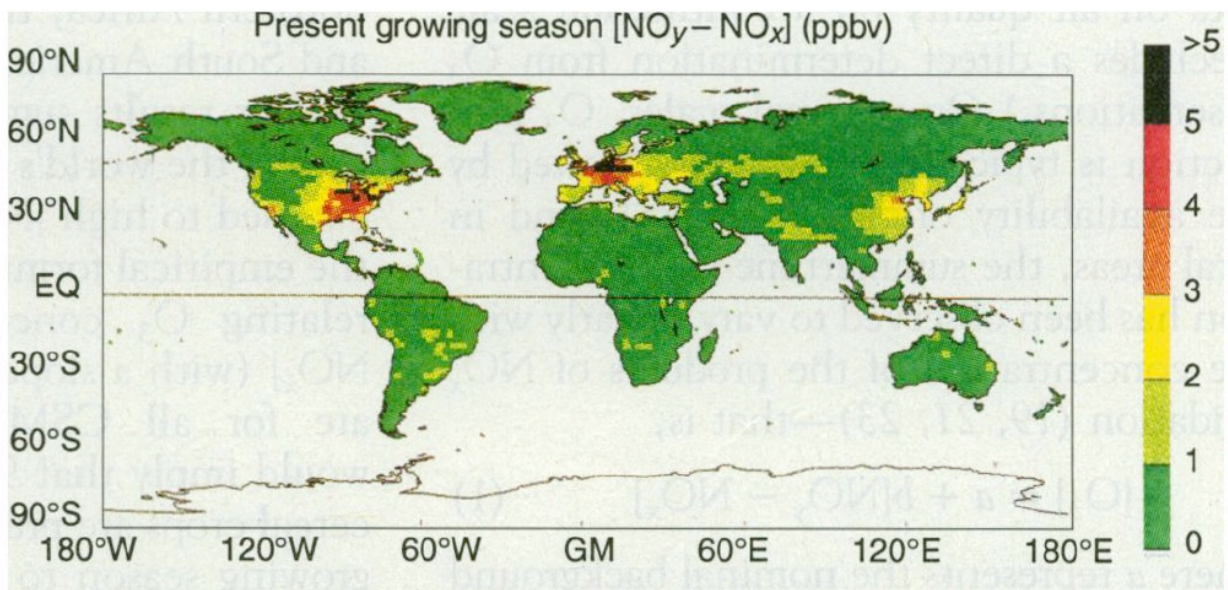 Present growing season [NOy – NOx] (ppbv)
>5
90°N
60°N
30°N
EQ
30°S
60°S
90°S
180°W
120°W
60°W
GM
60°E
120°E
180°E
5
4
3
2
1
0